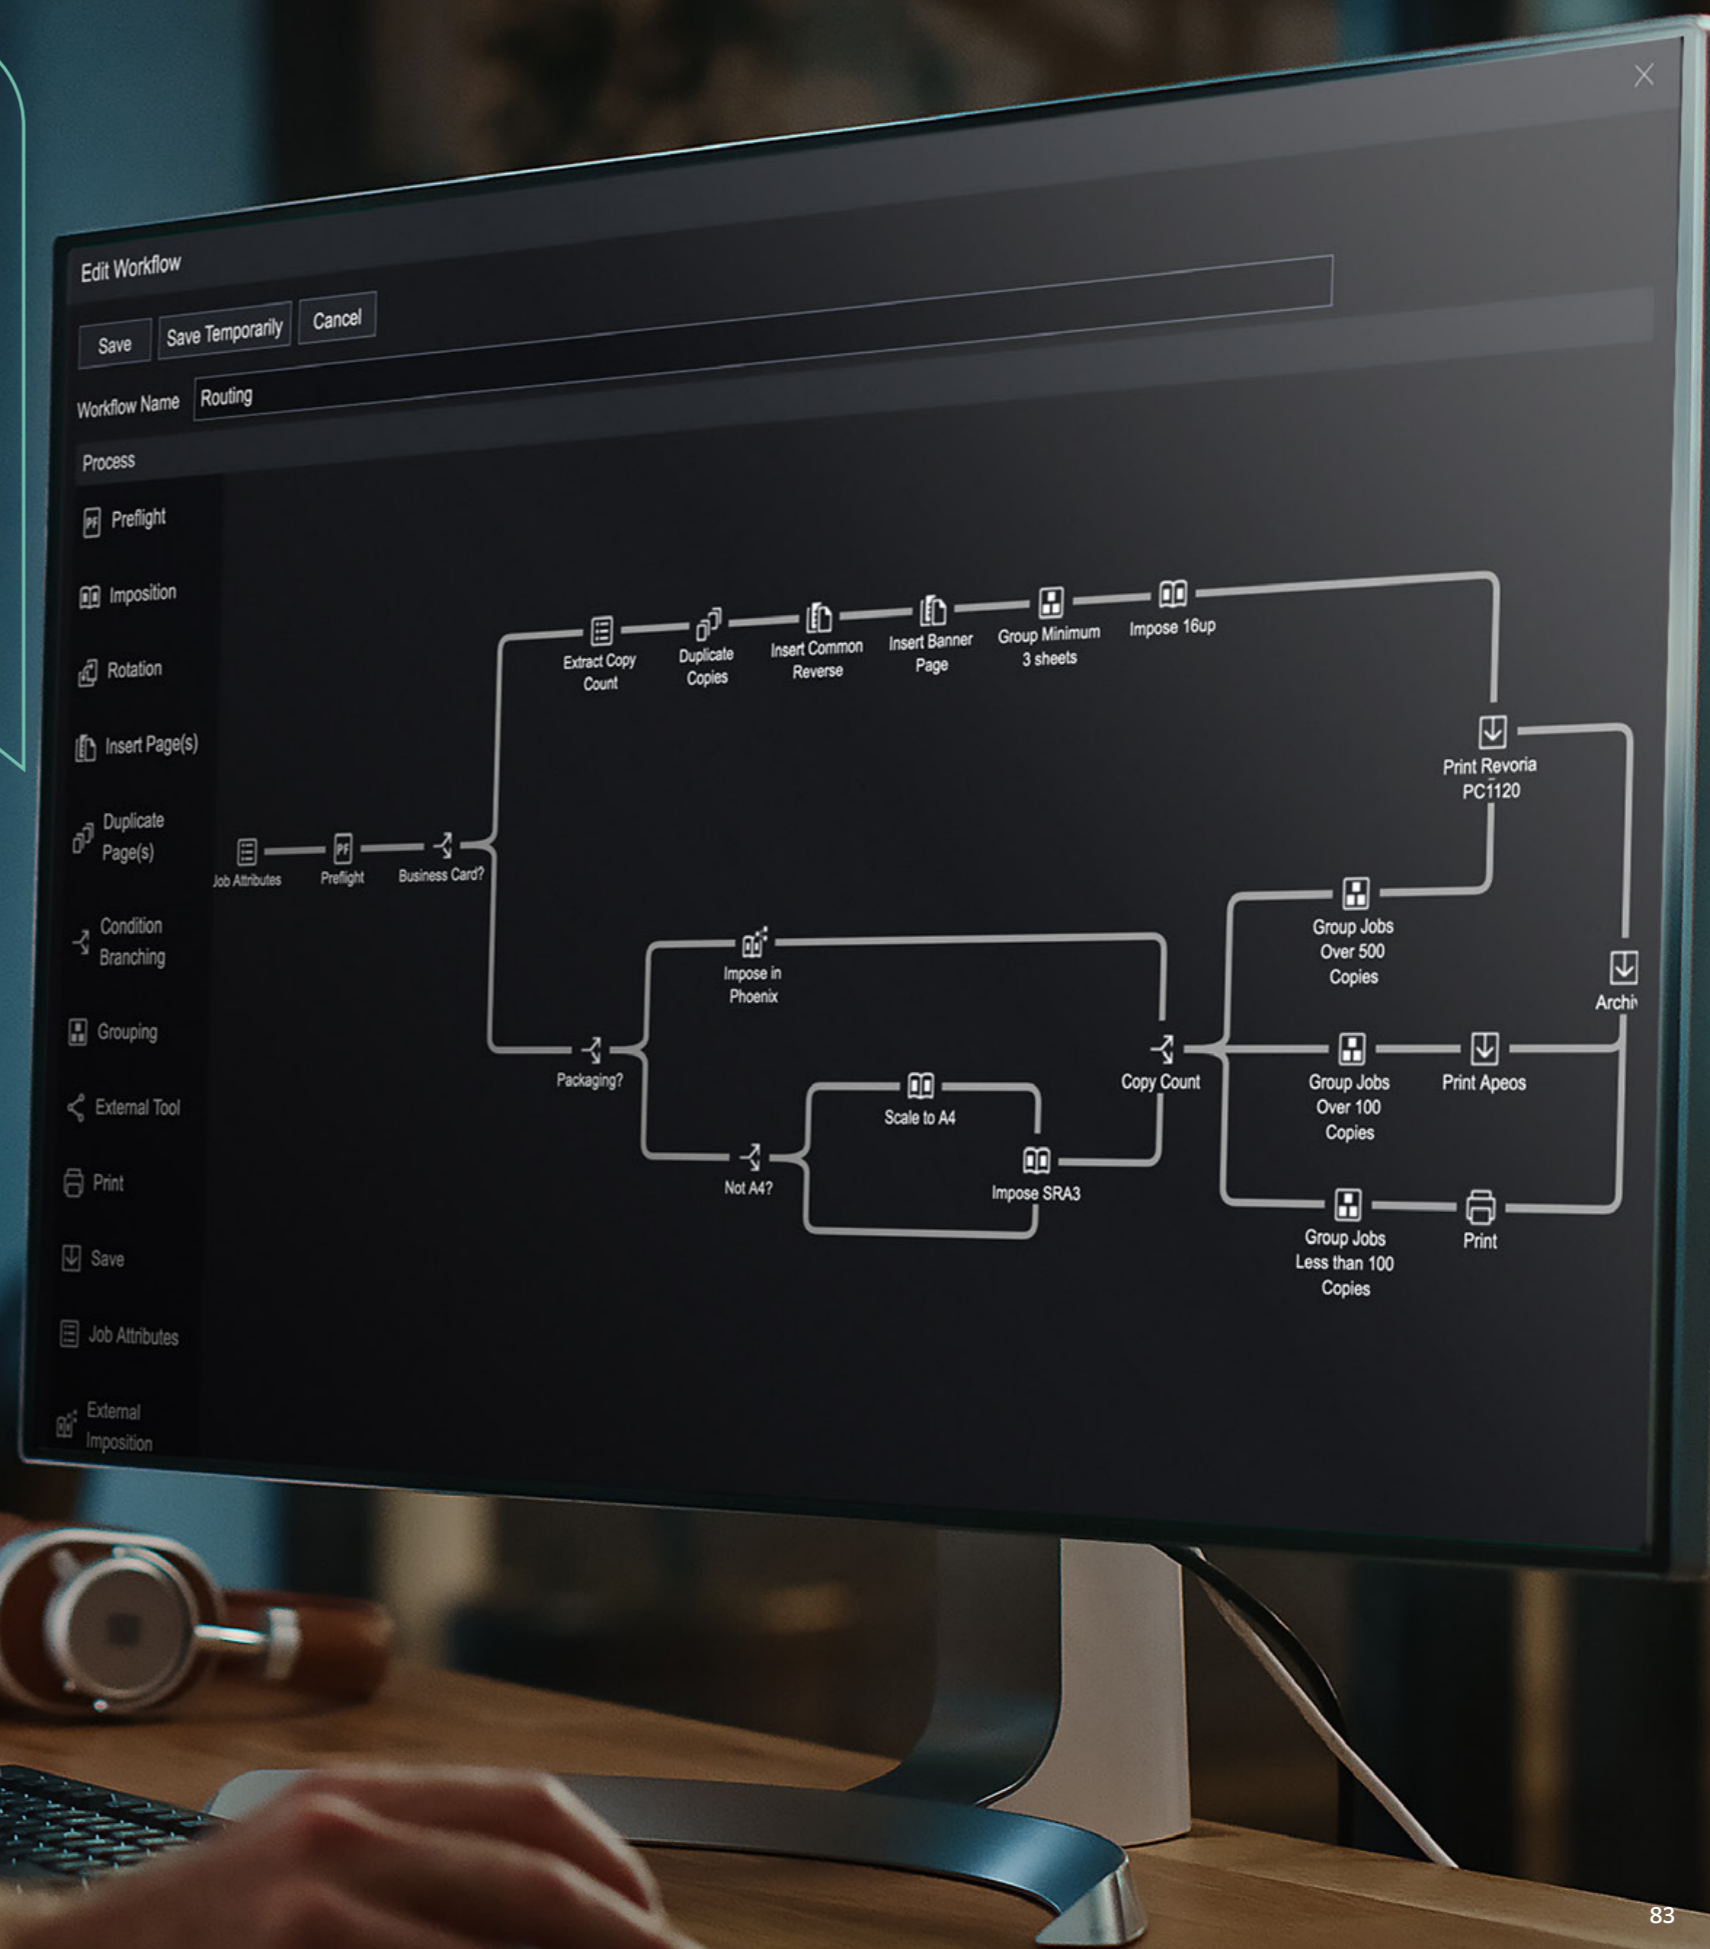 Edit Workflow
Save
Save Temporarily
Cancel
Workflow Name
Routing
Process
PF
Preflight
Imposition
Rotation
Insert Page(s)
Duplicate
Page(s)
Condition
Branching
Grouping
External Tool
Print
Save
Job Attributes
External
Imposition
Job Attributes
PF
Preflight
Business Card?
Extract Copy
Count
Duplicate
Copies
Insert Common
Reverse
Insert Banner
Page
Group Minimum
3 sheets
Impose 16up
Print Revoria
PC1120
Packaging?
Impose in
Phoenix
Not A4?
Scale to A4
Impose SRA3
Copy Count
Group Jobs
Over 500
Copies
Group Jobs
Over 100
Copies
Print Apeos
Group Jobs
Less than 100
Copies
Print
Archiv
83